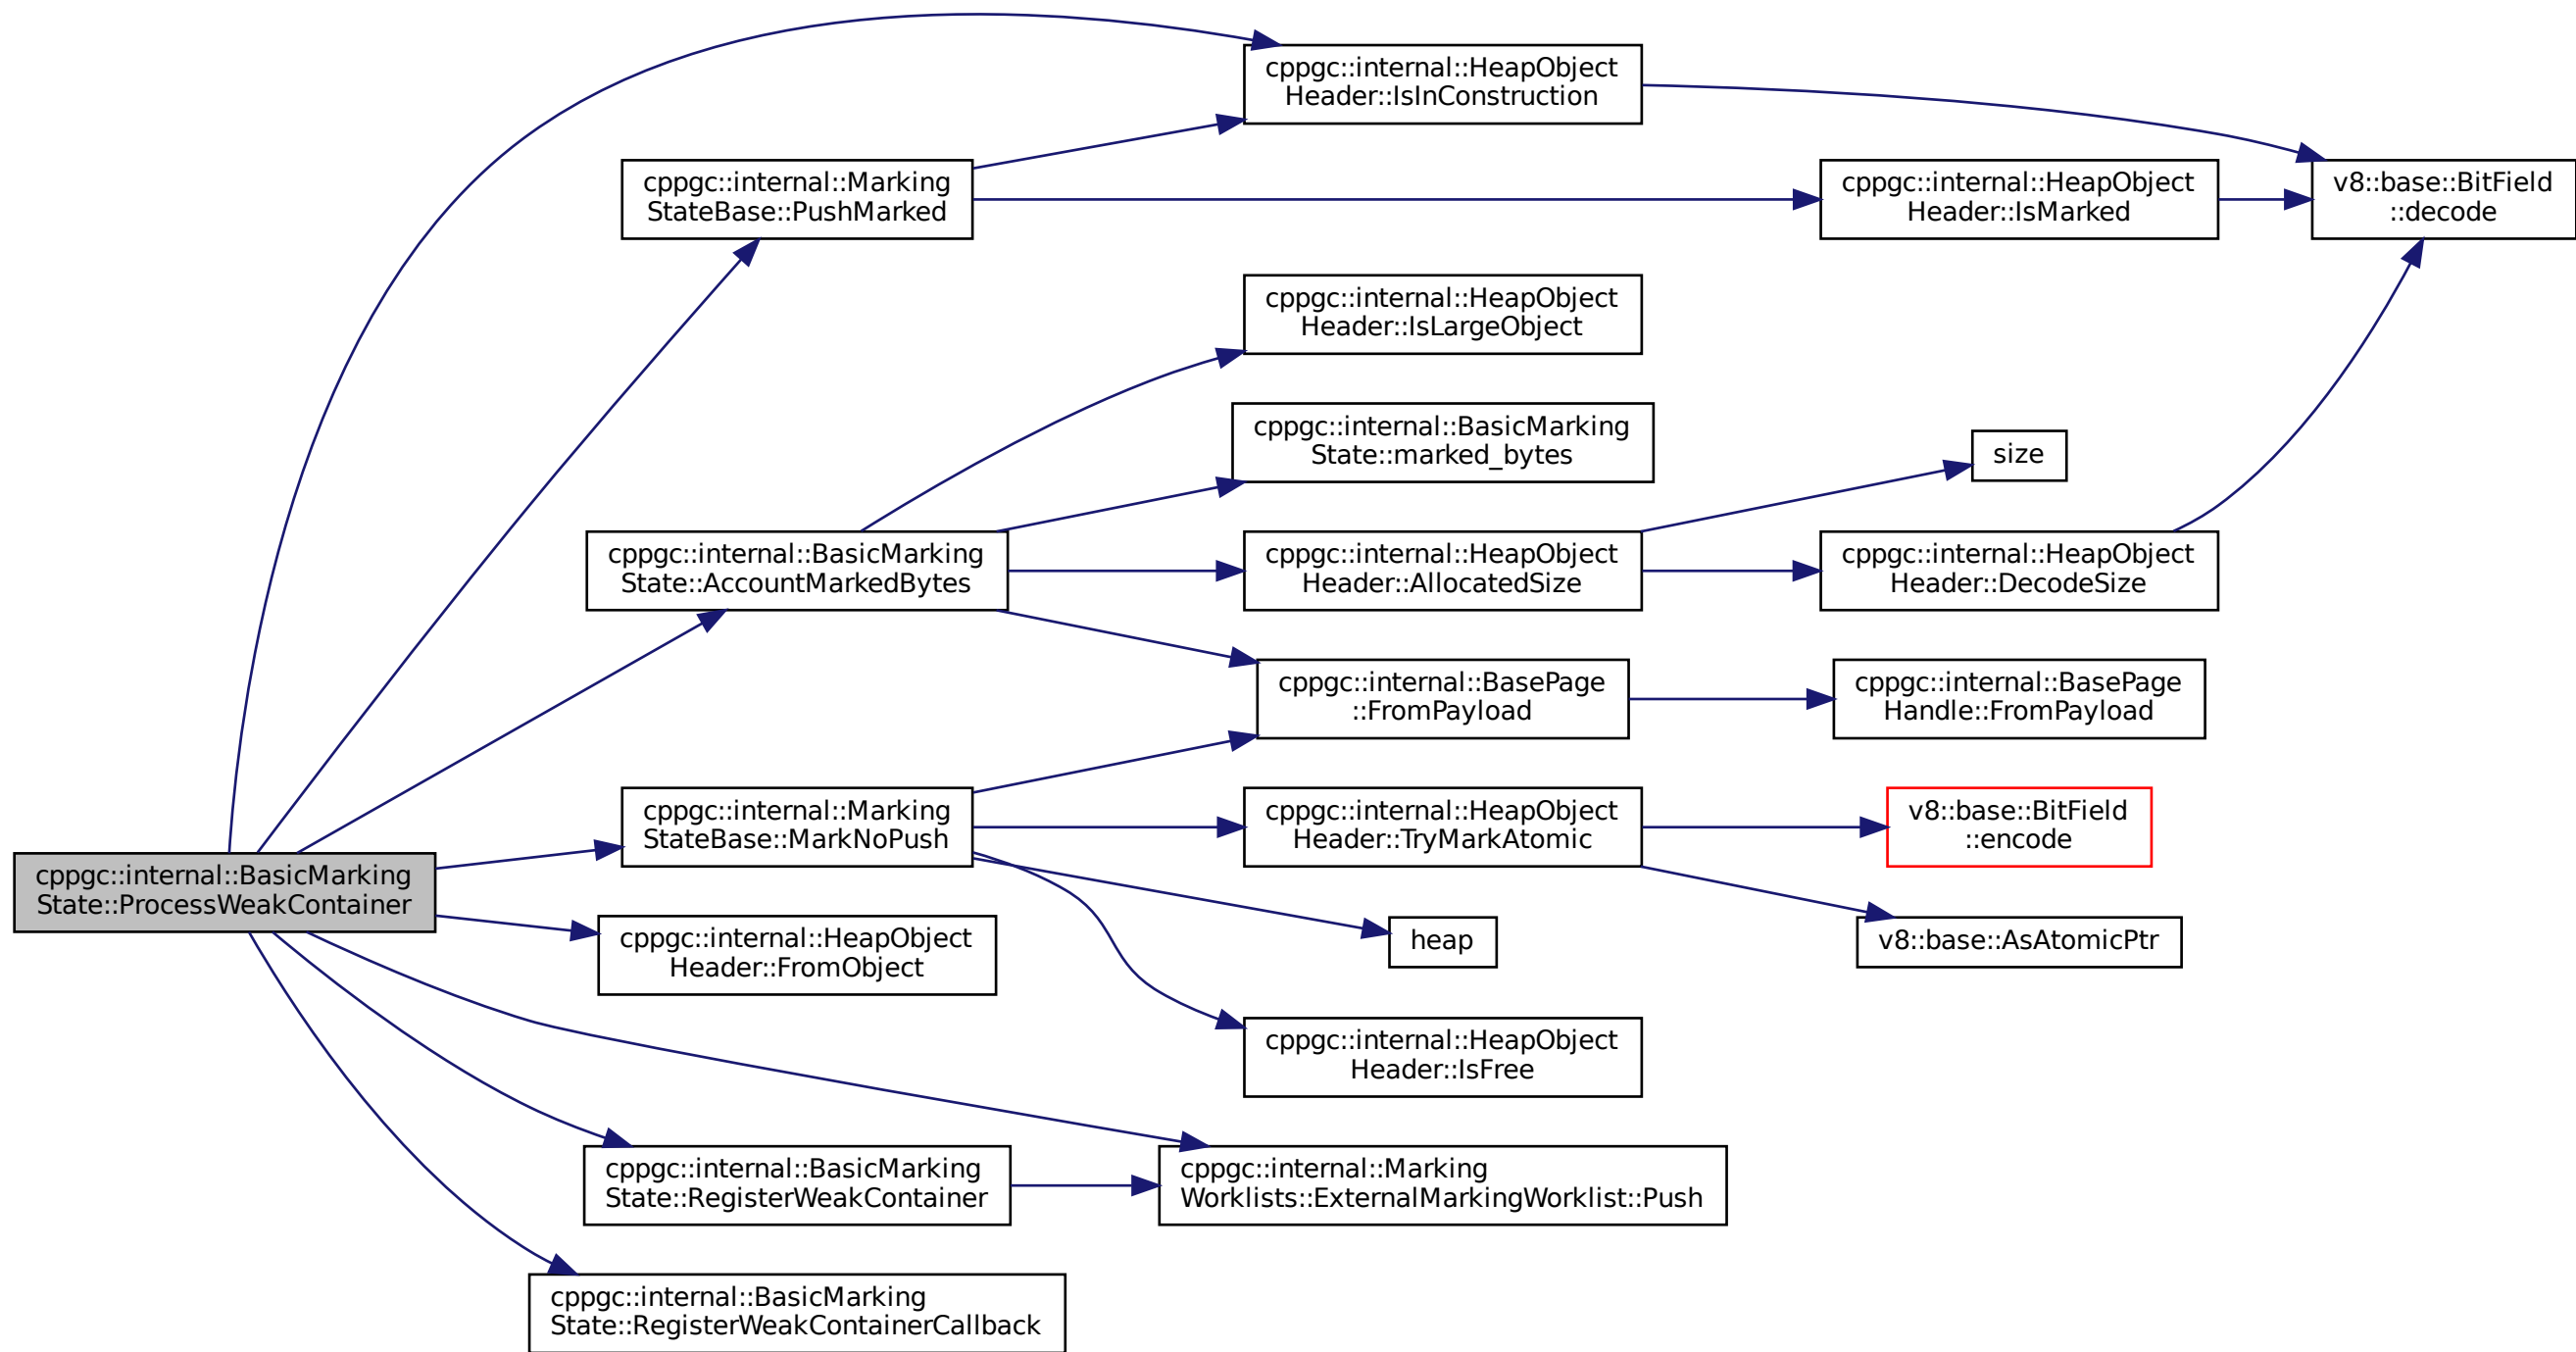 cppgc::internal::HeapObject
Header::IsInConstruction
cppgc::internal::Marking
StateBase::PushMarked
cppgc::internal::HeapObject
Header::IsMarked
v8::base::BitField
::decode
cppgc::internal::HeapObject
Header::IsLargeObject
cppgc::internal::BasicMarking
State::marked_bytes
size
cppgc::internal::BasicMarking
State::AccountMarkedBytes
cppgc::internal::HeapObject
Header::AllocatedSize
cppgc::internal::HeapObject
Header::DecodeSize
cppgc::internal::BasePage
::FromPayload
cppgc::internal::BasePage
Handle::FromPayload
cppgc::internal::Marking
StateBase::MarkNoPush
cppgc::internal::HeapObject
Header::TryMarkAtomic
v8::base::BitField
::encode
cppgc::internal::BasicMarking
State::ProcessWeakContainer
cppgc::internal::HeapObject
Header::FromObject
heap
v8::base::AsAtomicPtr
cppgc::internal::HeapObject
Header::IsFree
cppgc::internal::BasicMarking
State::RegisterWeakContainer
cppgc::internal::Marking
Worklists::ExternalMarkingWorklist::Push
cppgc::internal::BasicMarking
State::RegisterWeakContainerCallback